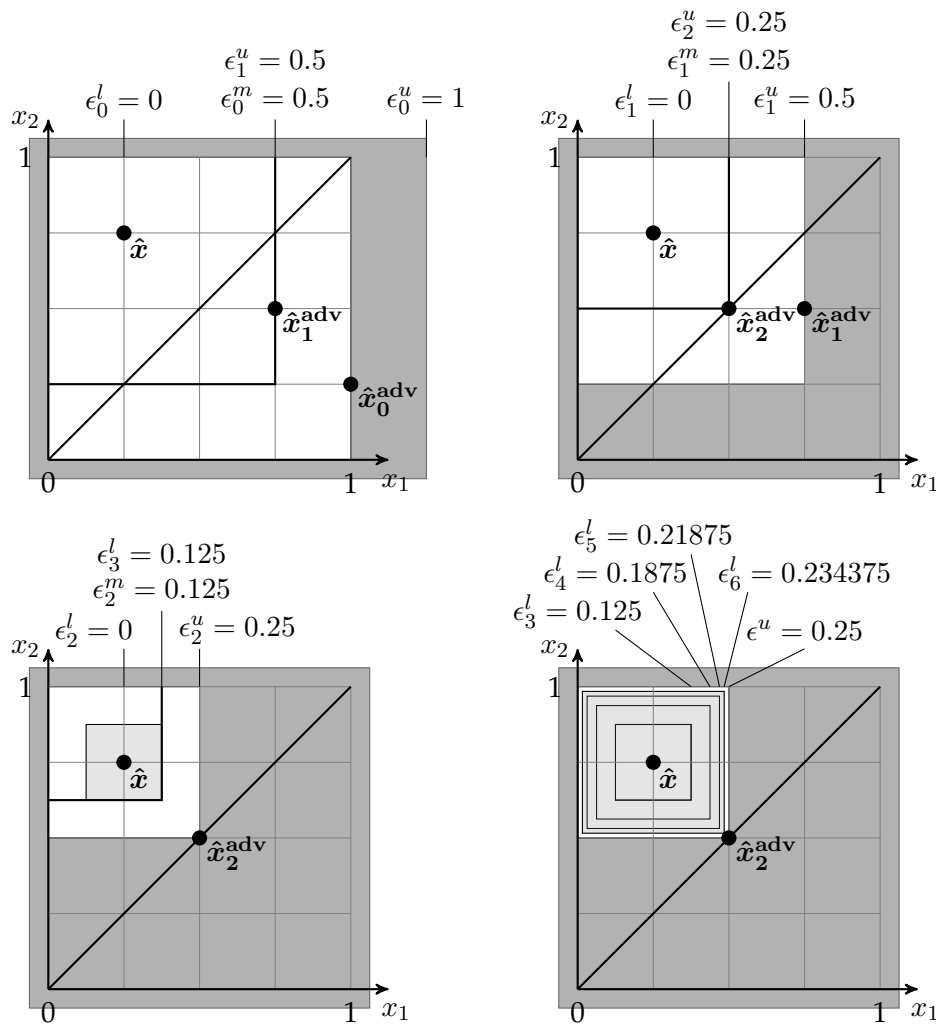 ϵ₁ᵘ = 0.5
ϵ₀ˡ = 0 ϵ₀ᵐ = 0.5 ϵ₀ᵘ = 1
x₂
1
x̂
x̂₁ᵃᵈᵛ
x̂₀ᵃᵈᵛ
0 1 x₁
ϵ₂ᵘ = 0.25
ϵ₁ᵐ = 0.25
ϵ₁ˡ = 0 ϵ₁ᵘ = 0.5
x₂
1
x̂
x̂₂ᵃᵈᵛ x̂₁ᵃᵈᵛ
0 1 x₁
ϵ₃ˡ = 0.125
ϵ₂ᵐ = 0.125
ϵ₂ˡ = 0 ϵ₂ᵘ = 0.25
x₂
1
x̂
x̂₂ᵃᵈᵛ
0 1 x₁
ϵ₅ˡ = 0.21875
ϵ₄ˡ = 0.1875 ϵ₆ˡ = 0.234375
ϵ₃ˡ = 0.125
ϵᵘ = 0.25
x₂
1
x̂
x̂₂ᵃᵈᵛ
0 1 x₁